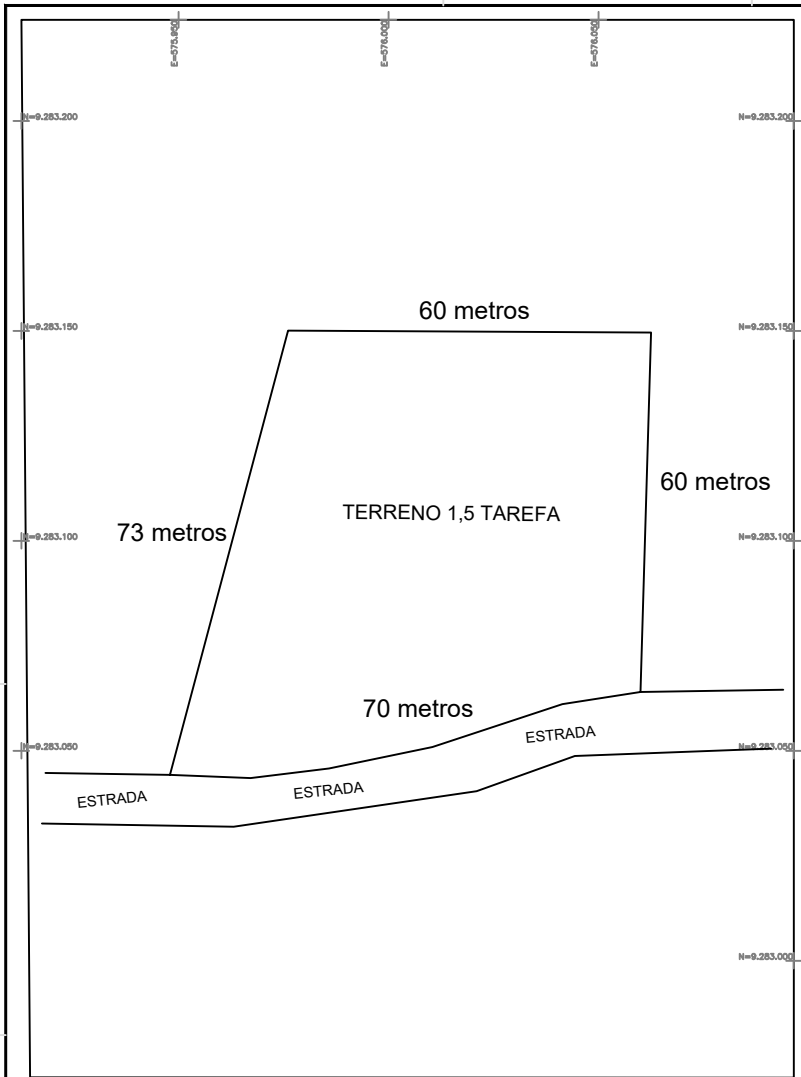 E=575.950
E=576.000
E=576.050
N=9.283.200
N=9.283.200
60 metros
N=9.283.150
N=9.283.150
60 metros
TERRENO 1,5 TAREFA
73 metros
N=9.283.100
N=9.283.100
70 metros
ESTRADA
N=9.283.050
N=9.283.050
ESTRADA
ESTRADA
N=9.283.000